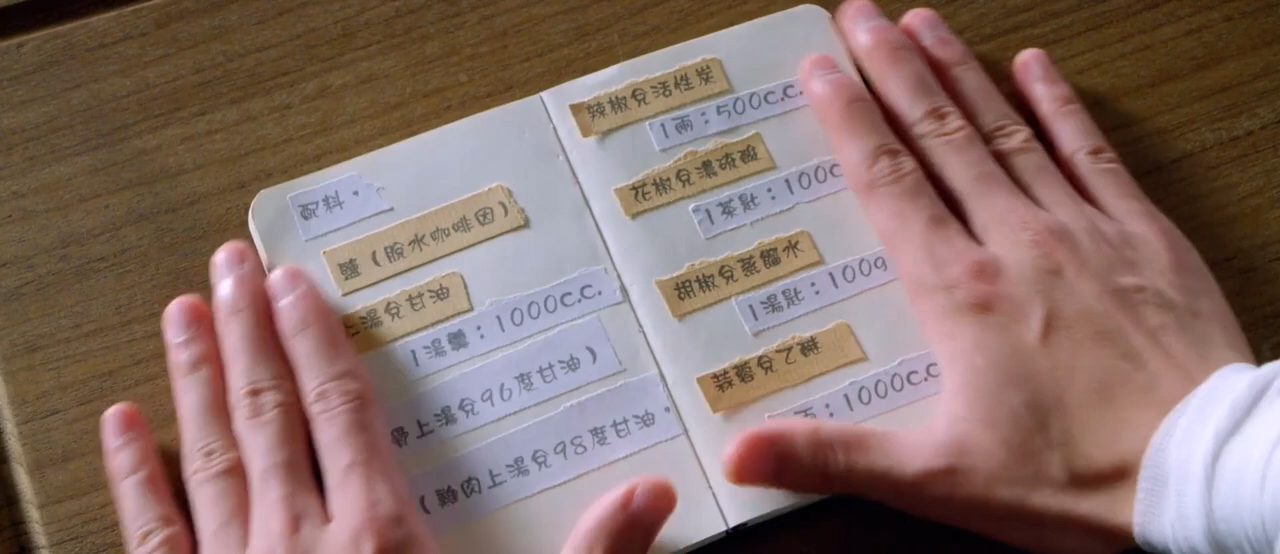 配料。
鹽(脫水咖啡因)
上湯兌甘油
1湯羹:1000c.c.
骨上湯兌96度甘油)
(雞肉上湯兌98度甘油。
辣椒兌活性炭
1兩:500c.c.
花椒兌濃硫酸
1茶匙:100c
胡椒兌蒸餾水
1湯匙:100g
蒜蓉兌乙醚
:1000c.c